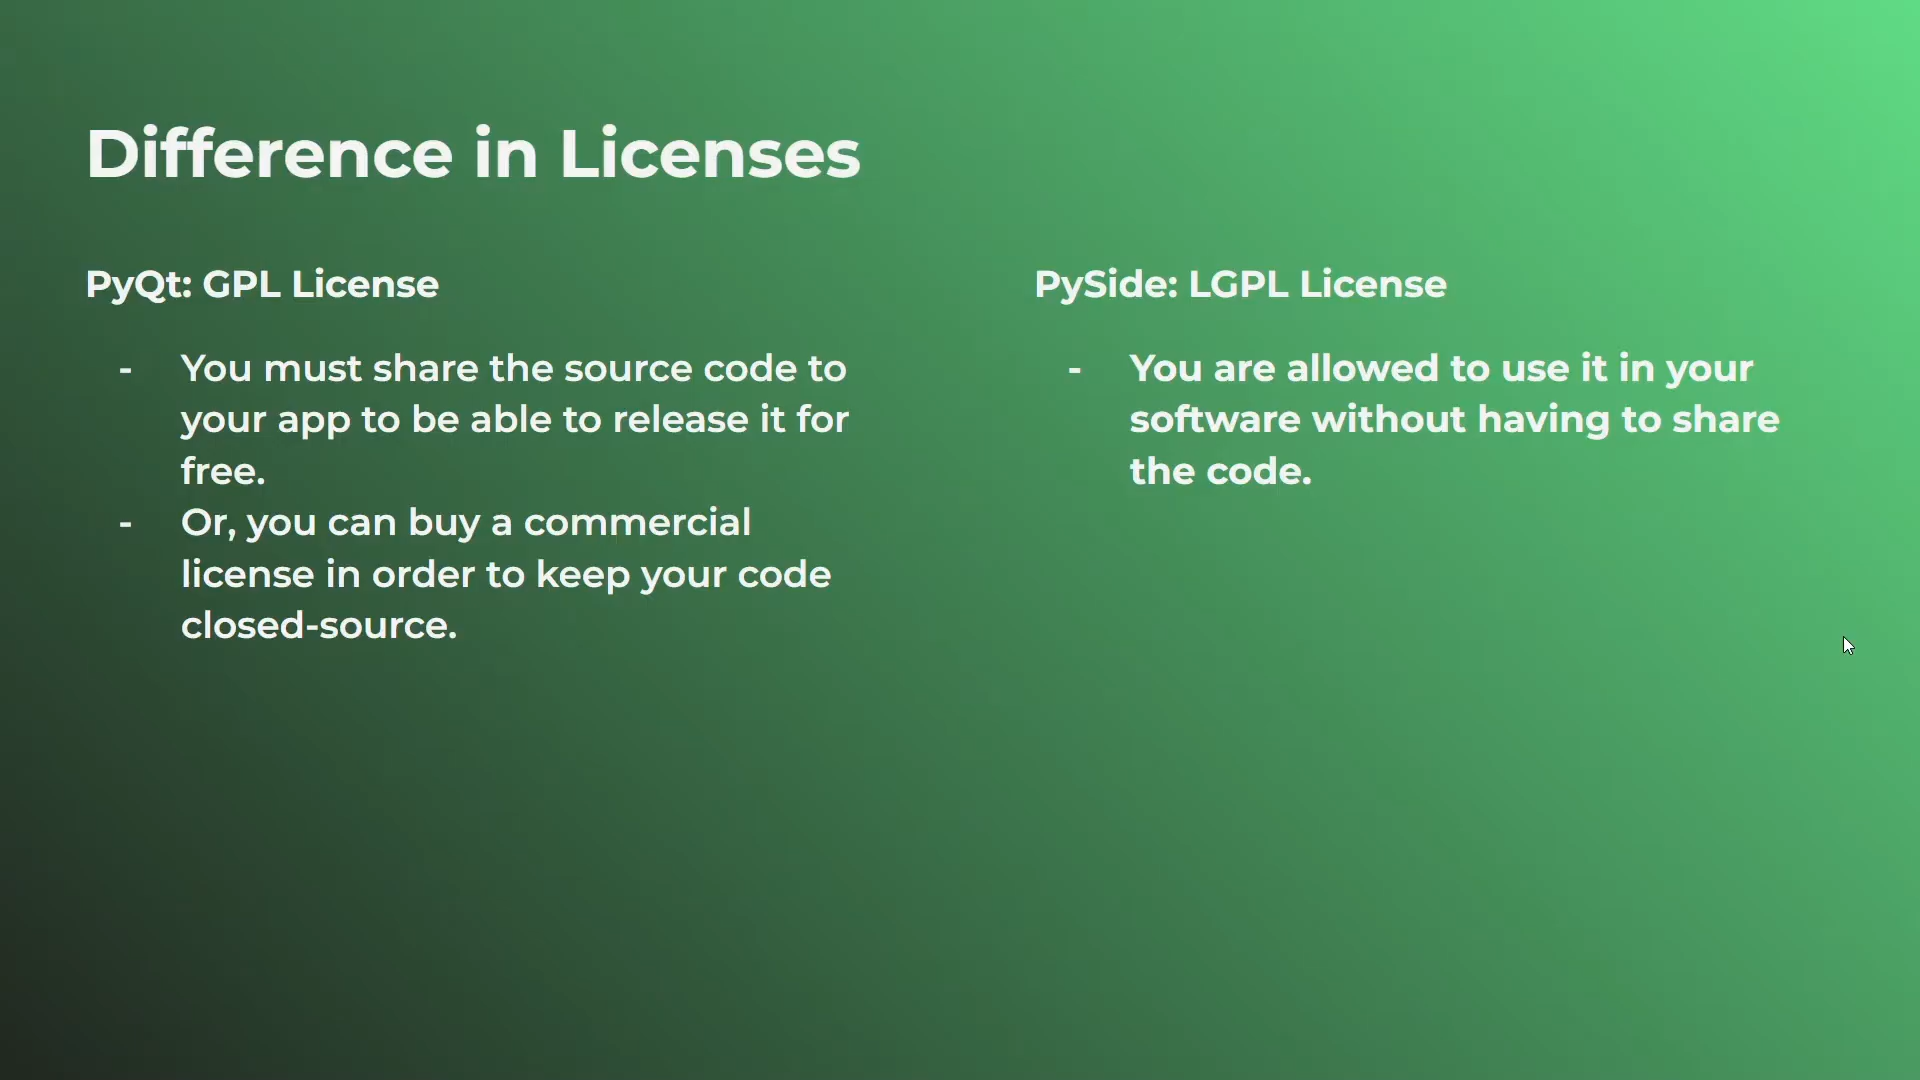 Difference in Licenses
PyQt: GPL License
- You must share the source code to
your app to be able to release it for
free.
- Or, you can buy a commercial
license in order to keep your code
closed-source.
PySide: LGPL License
- You are allowed to use it in your
software without having to share
the code.